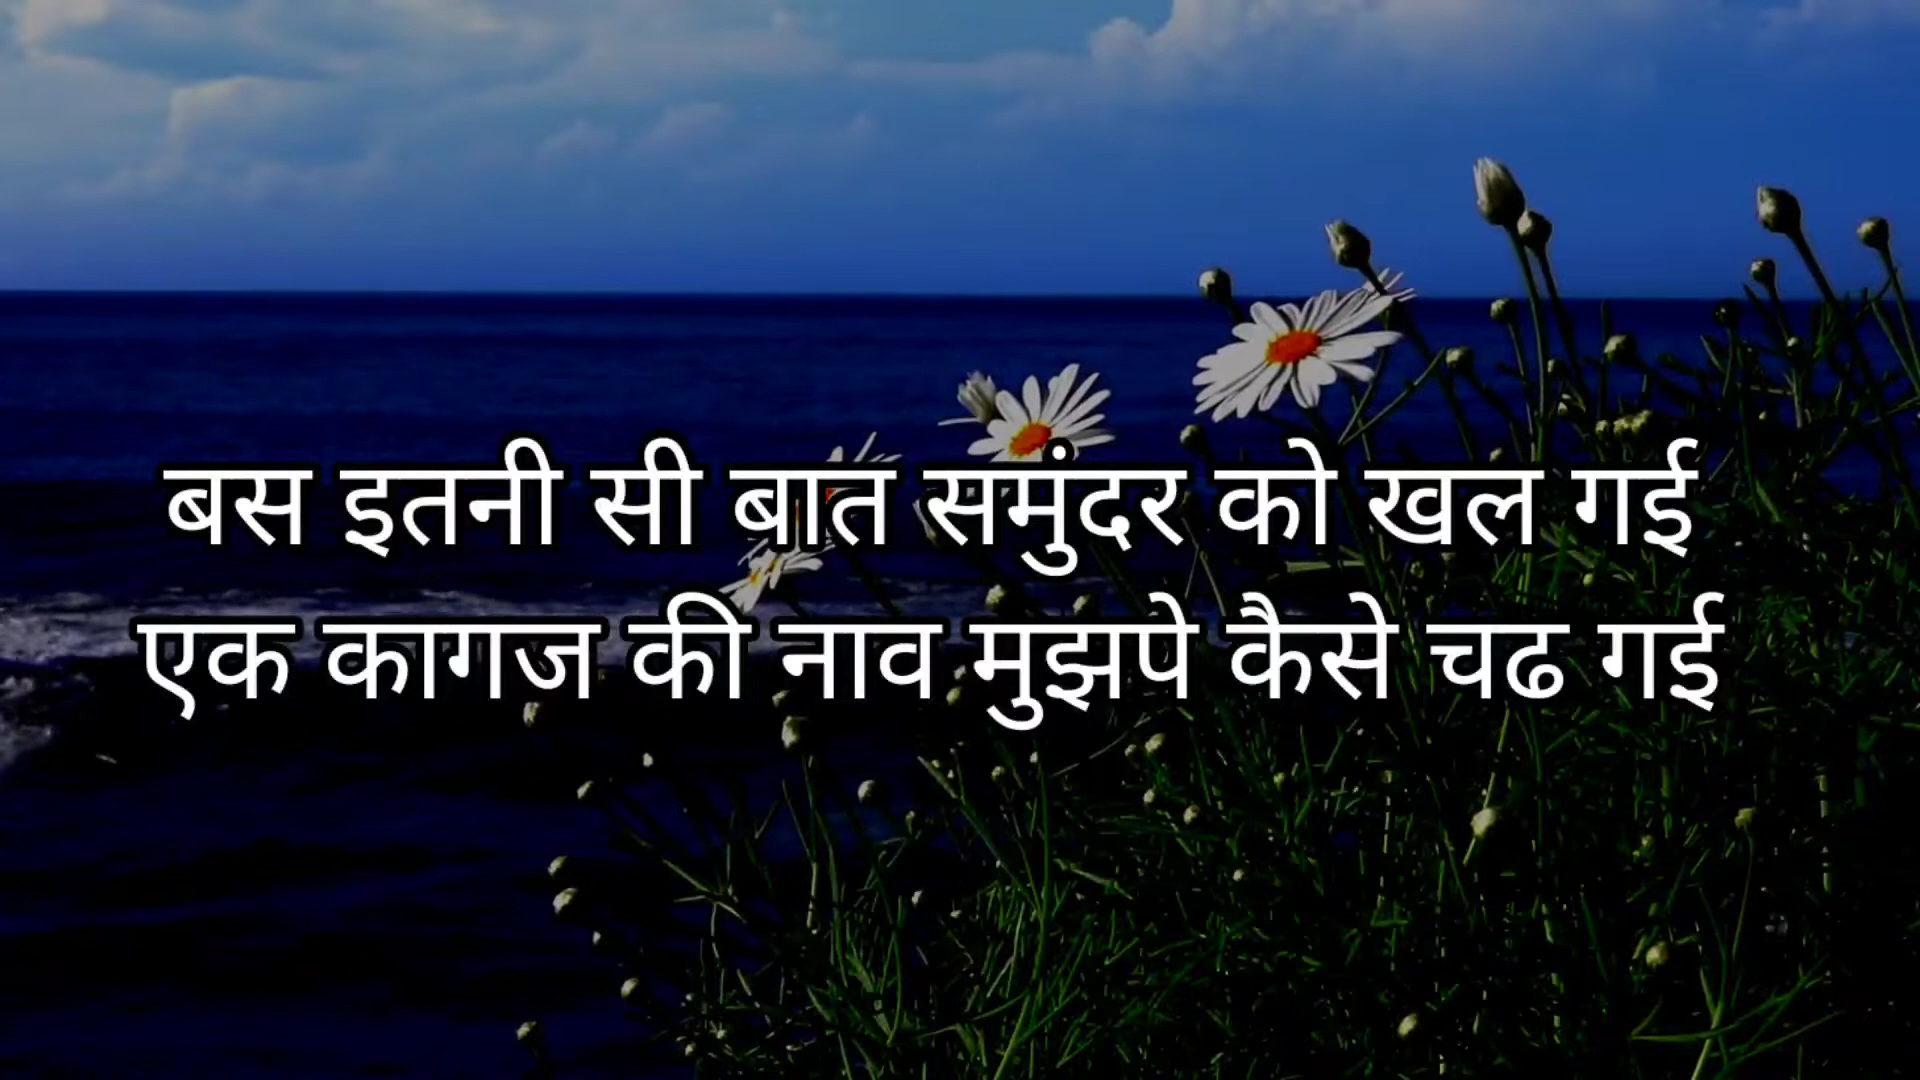 बस इतनी सी बात समुंदर को खल गई
एक कागज की नाव मुझपे कैसे चढ गई